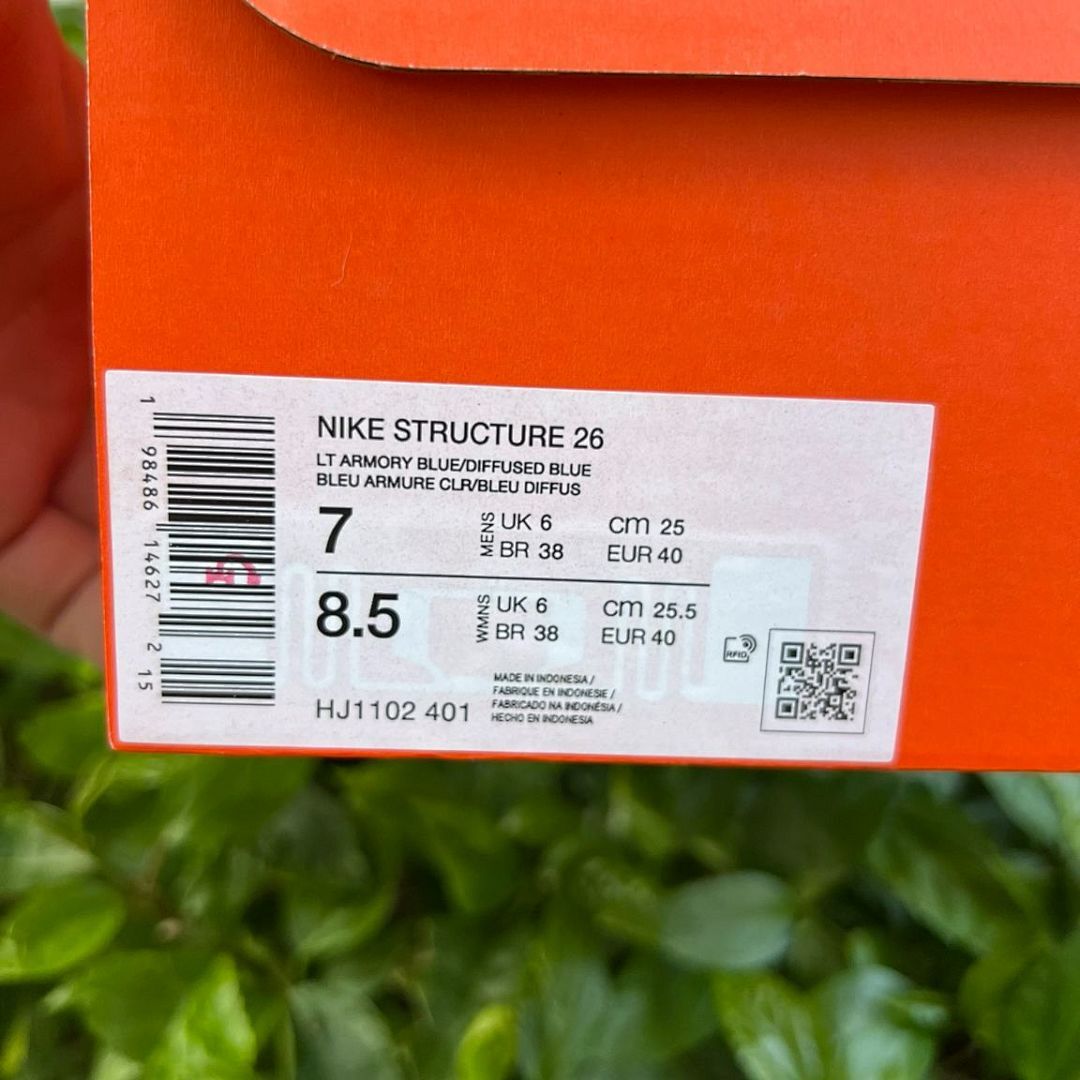 NIKE STRUCTURE 26
LT ARMORY BLUE/DIFFUSED BLUE
BLEU ARMURE CLR/BLEU DIFFUS
7 MENS UK 6 CM 25
BR 38 EUR 40
8.5 WMNS UK 6 CM 25.5
BR 38 EUR 40
HJ1102 401
MADE IN INDONESIA /
FABRIQUE EN INDONESIE /
FABRICADO NA INDONÉSIA /
HECHO EN INDONESIA
RFID
1 98486 14627 2 15